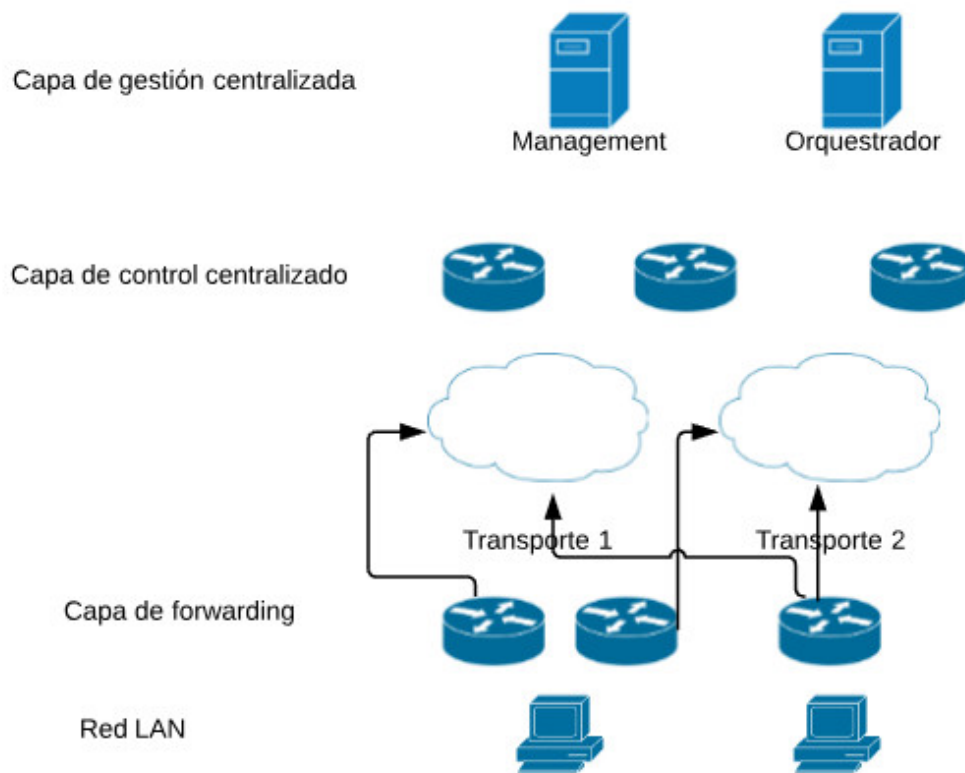 Capa de gestión centralizada
Management
Orquestrador
Capa de control centralizado
Transporte 1
Transporte 2
Capa de forwarding
Red LAN